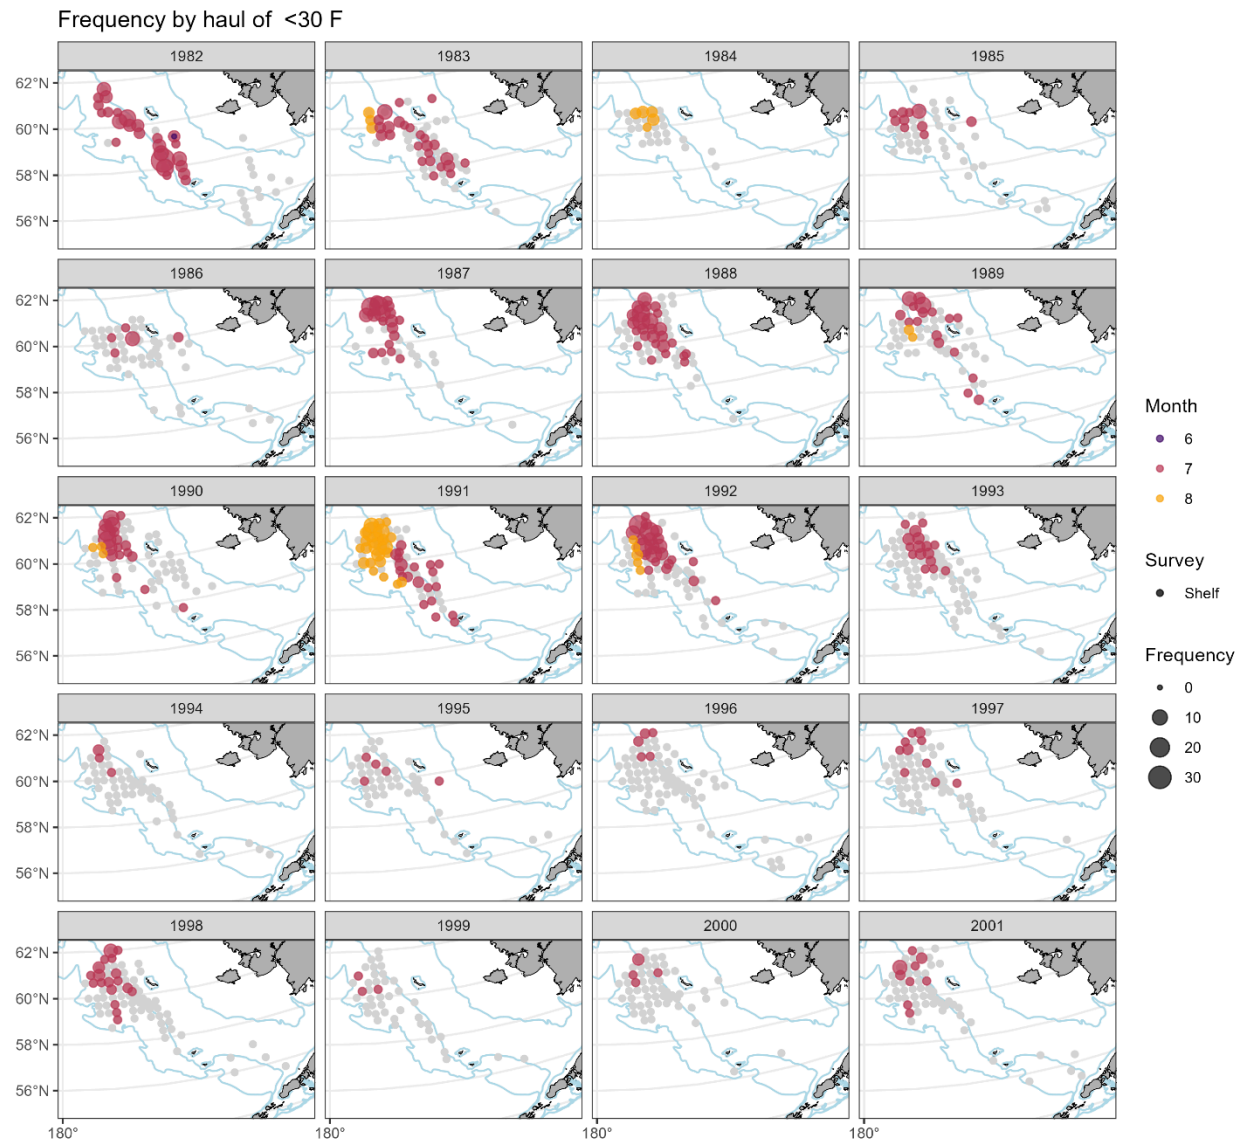 Frequency by haul of  <30 F
1982 1983 1984 1985
62°N
60°N
58°N
56°N
1986 1987 1988 1989
62°N
60°N
58°N
56°N
1990 1991 1992 1993
62°N
60°N
58°N
56°N
1994 1995 1996 1997
62°N
60°N
58°N
56°N
1998 1999 2000 2001
62°N
60°N
58°N
56°N
180° 180° 180° 180°
Month
6
7
8
Survey
Shelf
Frequency
0
10
20
30